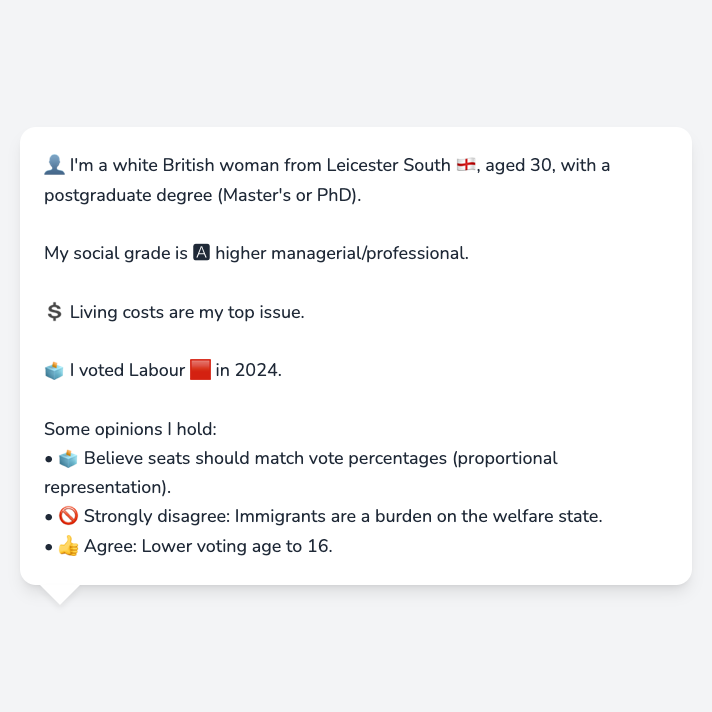 👤 I'm a white British woman from Leicester South 🏴󠁧󠁢󠁥󠁮󠁧󠁿, aged 30, with a
postgraduate degree (Master's or PhD).
My social grade is 🅰 higher managerial/professional.
💲 Living costs are my top issue.
🗳️ I voted Labour 🟥 in 2024.
Some opinions I hold:
• 🗳️ Believe seats should match vote percentages (proportional
representation).
• 🚫 Strongly disagree: Immigrants are a burden on the welfare state.
• 👍 Agree: Lower voting age to 16.